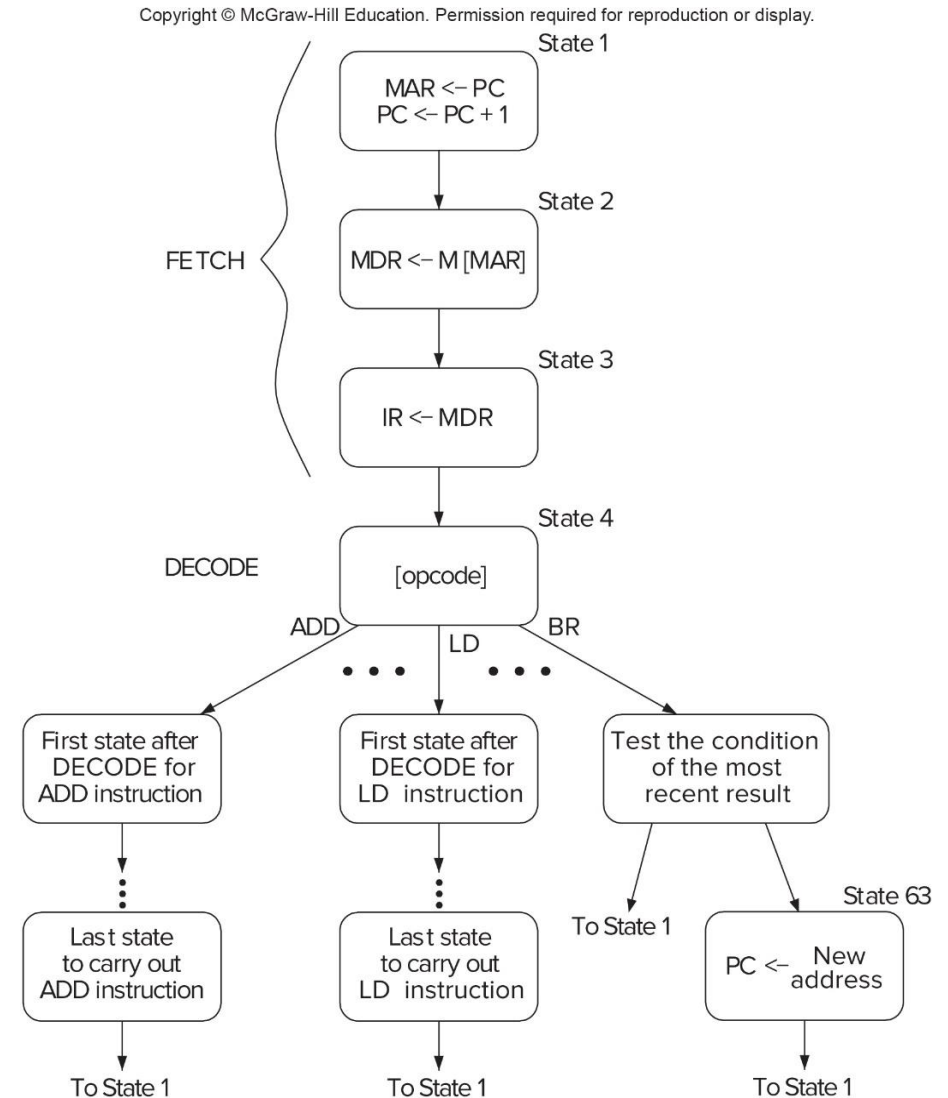 Copyright © McGraw-Hill Education. Permission required for reproduction or display.
State 1
MAR <– PC
PC <– PC + 1
State 2
FETCH
MDR <– M [MAR]
State 3
IR <– MDR
State 4
DECODE
[opcode]
ADD
LD
BR
First state after
DECODE for
ADD instruction
First state after
DECODE for
LD instruction
Test the condition
of the most
recent result
Last state
to carry out
ADD instruction
Last state
to carry out
LD instruction
To State 1
State 63
PC <– New
address
To State 1
To State 1
To State 1